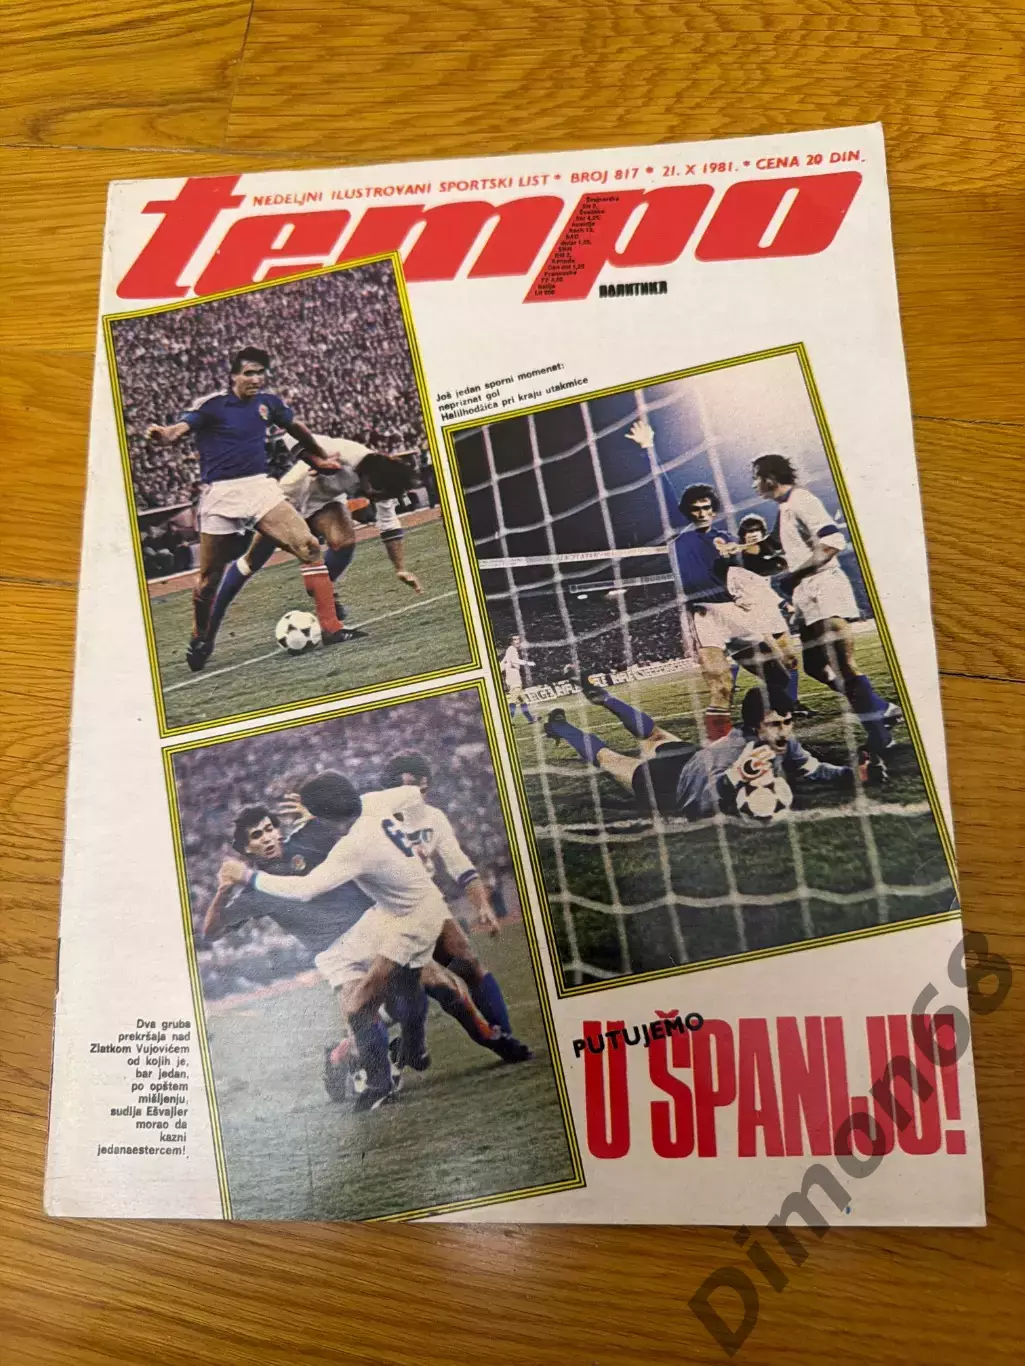 NEDELJNI ILUSTROVANI SPORTSKI LIST * BROJ 817 * 21. X 1981. * CENA 20 DIN.
tempo
ПОЛИТИКА
Još jedan sporni momenat:
nepriznat gol
Halilhodžića pri kraju utakmice
Dva gruba
prekršaja nad
Zlatkom Vujovićem
od kojih je,
bar jedan,
po opštem
mišljenju,
sudija Ešvajler
morao da
kazni
jedanaestercem!
PUTUJEMO
U ŠPANIJU!
Dimon68